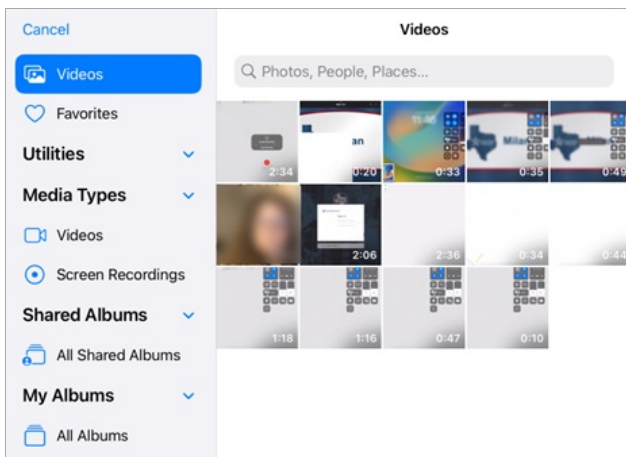 Cancel
Videos
Favorites
Utilities
Media Types
Videos
Screen Recordings
Shared Albums
All Shared Albums
My Albums
All Albums
Videos
Photos, People, Places...
2:34
an
0:20
0:33
Milan
0:35
0:49
2:06
2:36
0:34
0:44
1:18
1:16
0:47
0:10